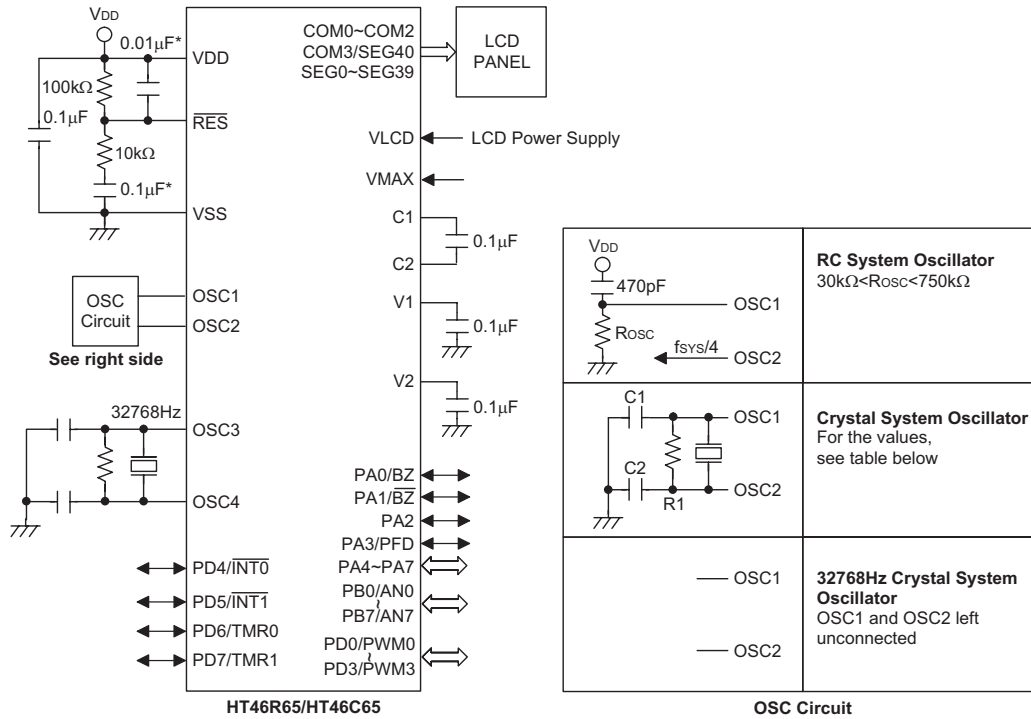 VDD
0.01μF*
VDD
100kΩ
0.1μF
RES
10kΩ
0.1μF*
VSS
OSC
Circuit
OSC1
OSC2
See right side
32768Hz
OSC3
OSC4
PD4/INT0
PD5/INT1
PD6/TMR0
PD7/TMR1
COM0~COM2
COM3/SEG40
SEG0~SEG39
LCD
PANEL
VLCD
LCD Power Supply
VMAX
C1
0.1μF
C2
V1
0.1μF
V2
0.1μF
PA0/BZ
PA1/BZ
PA2
PA3/PFD
PA4~PA7
PB0/AN0
~
PB7/AN7
PD0/PWM0
~
PD3/PWM3
HT46R65/HT46C65
VDD
470pF
OSC1
ROSC
fSYS/4
OSC2
RC System Oscillator
30kΩ<ROSC<750kΩ
C1
OSC1
C2
OSC2
R1
Crystal System Oscillator
For the values,
see table below
OSC1
OSC2
32768Hz Crystal System
Oscillator
OSC1 and OSC2 left
unconnected
OSC Circuit